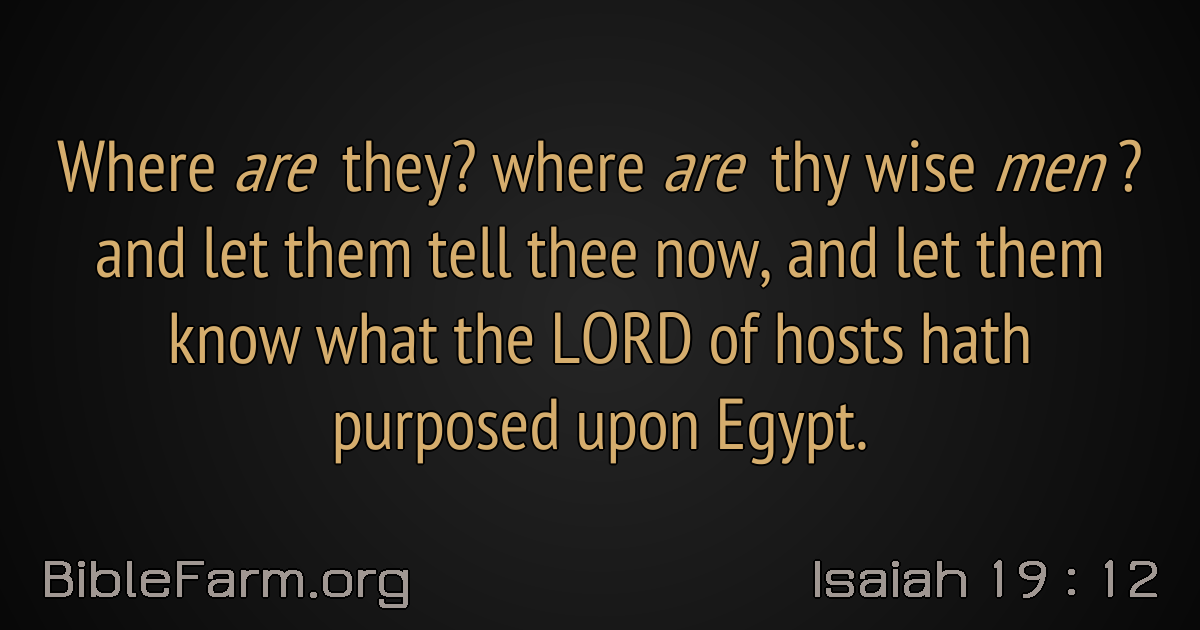 Where are they? where are thy wise men ?
and let them tell thee now, and let them
know what the LORD of hosts hath
purposed upon Egypt.
BibleFarm.org
Isaiah 19 : 12